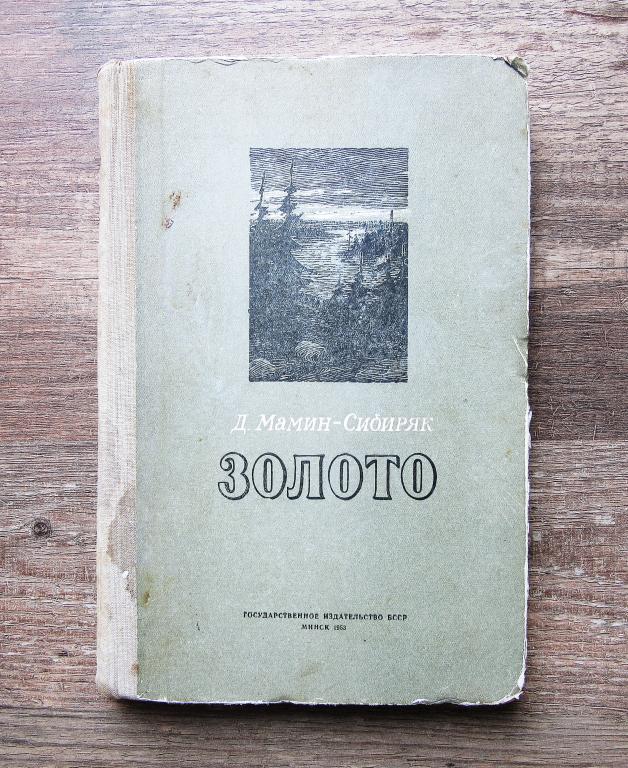 Д. Мамин-Сибиряк
ЗОЛОТО
ГОСУДАРСТВЕННОЕ ИЗДАТЕЛЬСТВО БССР
МИНСК 1953